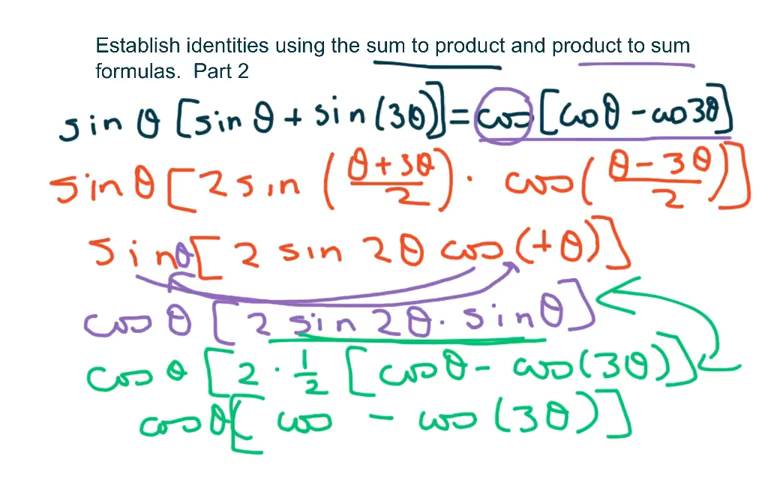 Establish identities using the sum to product and product to sum
formulas. Part 2
sin θ [sin θ + sin (3θ)] = cos [cos θ - cos 3θ]
sin θ [2 sin ( θ + 3θ / 2 ) · cos ( θ - 3θ / 2 )]
sin θ [ 2 sin 2θ cos (+θ) ]
cos θ [ 2 sin 2θ · sin θ ]
cos θ [ 2 · 1/2 [ cos θ - cos (3θ) ]
cos θ [ cos - cos (3θ) ]